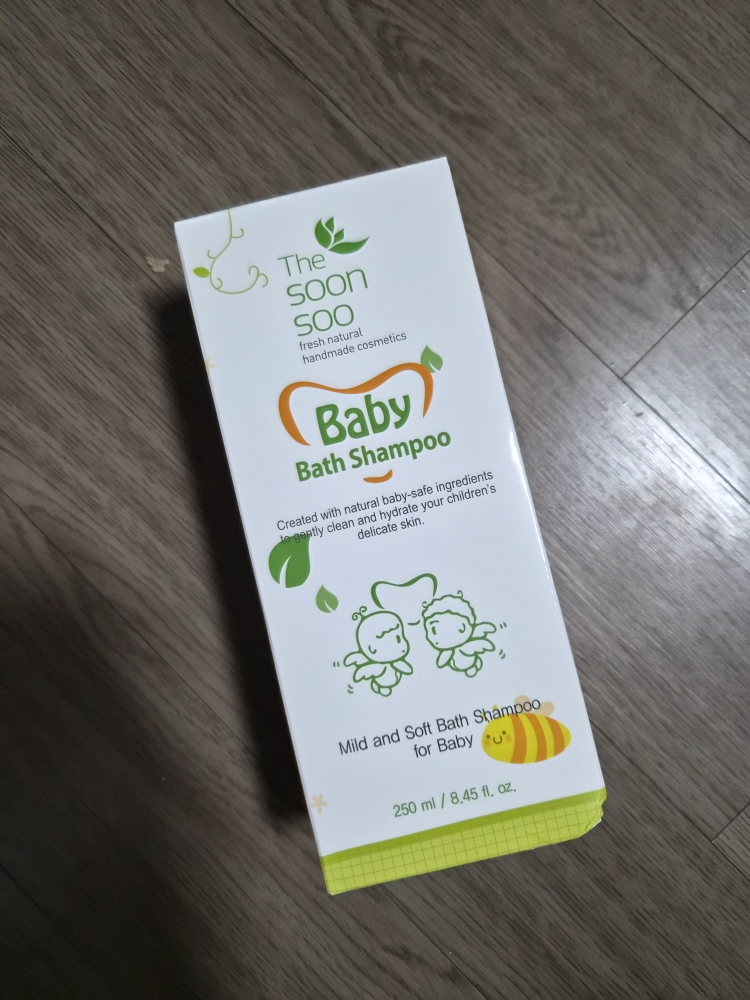 The
soon
soo
fresh natural
handmade cosmetics
Baby
Bath Shampoo
Created with natural baby-safe ingredients
to gently clean and hydrate your children's
delicate skin.
Mild and Soft Bath Shampoo
for Baby
250 ml / 8.45 fl. oz.